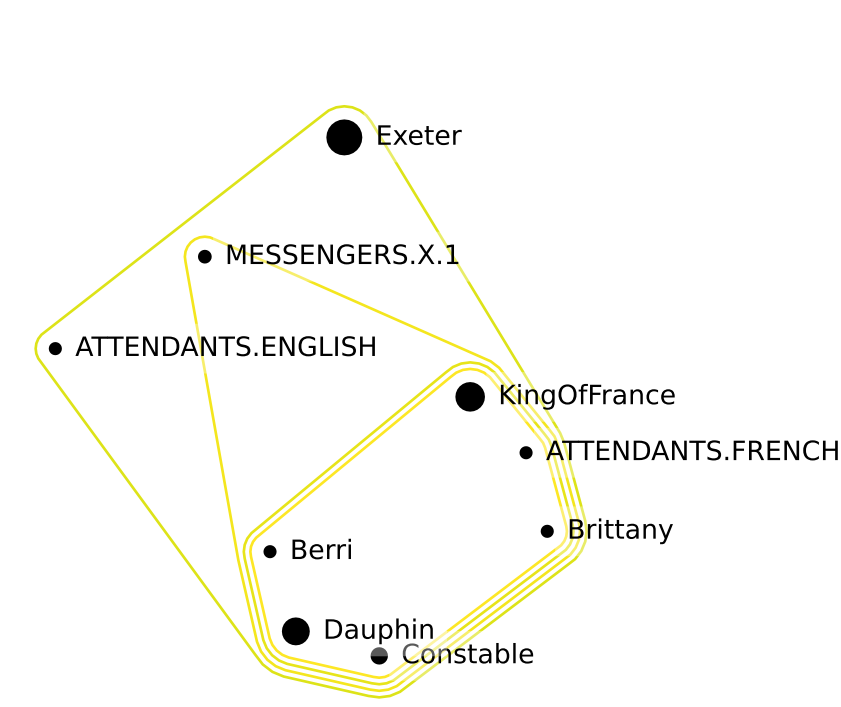 Exeter
MESSENGERS.X.1
ATTENDANTS.ENGLISH
KingOfFrance
ATTENDANTS.FRENCH
Brittany
Berri
Dauphin
Constable